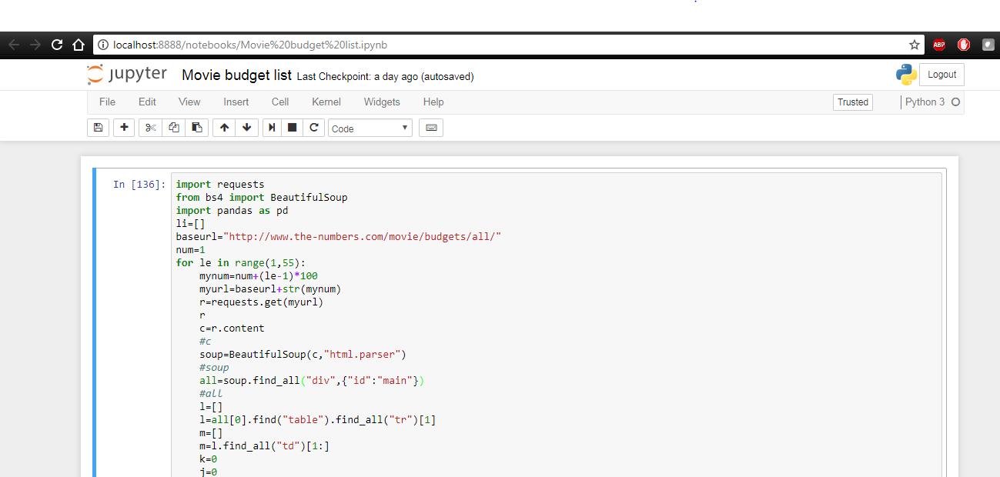 localhost:8888/notebooks/Movie%20budget%20list.ipynb
ABP
jupyter Movie budget list Last Checkpoint: a day ago (autosaved)
Logout
File Edit View Insert Cell Kernel Widgets Help
Trusted
Python 3
Code
In [136]:
import requests
from bs4 import BeautifulSoup
import pandas as pd
li=[]
baseurl="http://www.the-numbers.com/movie/budgets/all/"
num=1
for le in range(1,55):
    mynum=num+(le-1)*100
    myurl=baseurl+str(mynum)
    r=requests.get(myurl)
    r
    c=r.content
    #c
    soup=BeautifulSoup(c,"html.parser")
    #soup
    all=soup.find_all("div",{"id":"main"})
    #all
    l=[]
    l=all[0].find("table").find_all("tr")[1]
    m=[]
    m=l.find_all("td")[1:]
    k=0
    j=0